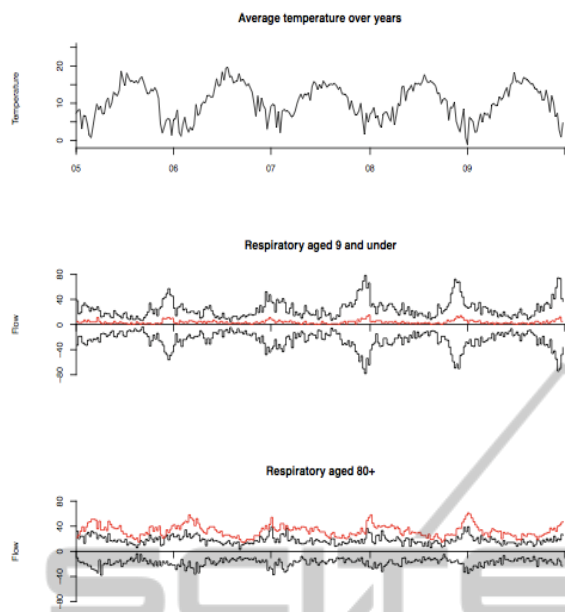 Average temperature over years
Temperature
20
10
0
05 06 07 08 09
Respiratory aged 9 and under
Flow
80
40
0
-40
-80
Respiratory aged 80+
Flow
80
40
0
-40
-80